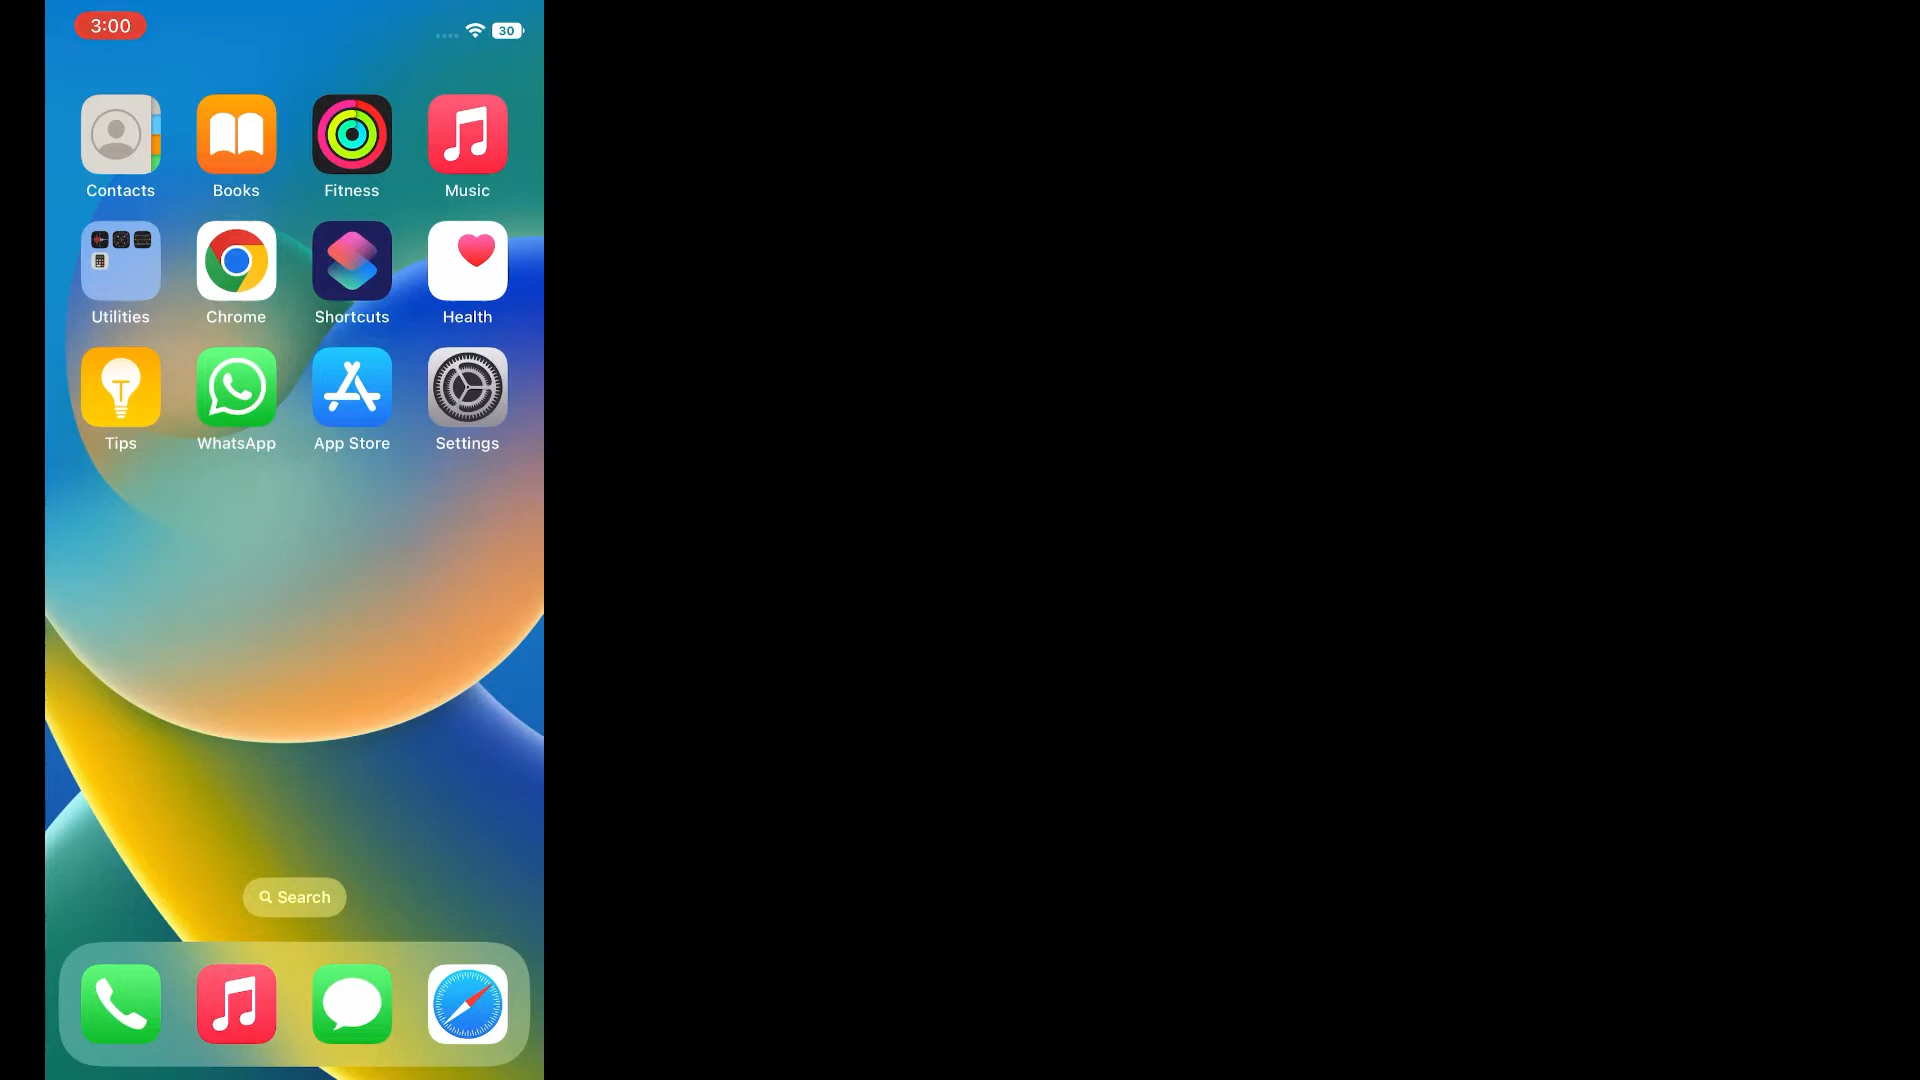 3:00
30
Contacts Books Fitness Music
Utilities Chrome Shortcuts Health
Tips WhatsApp App Store Settings
Search